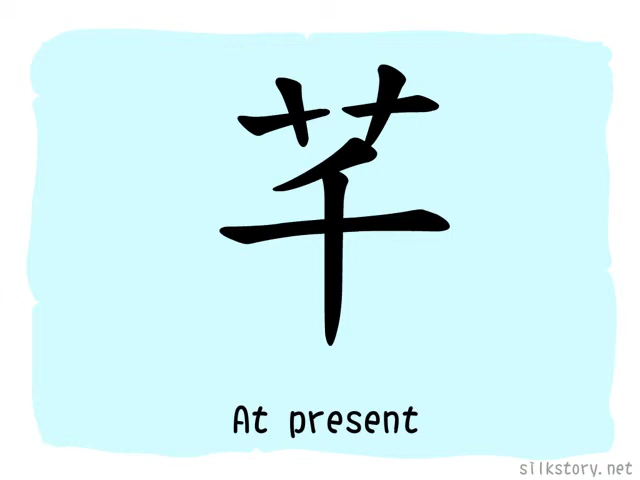 芊
At present
silkstory.net